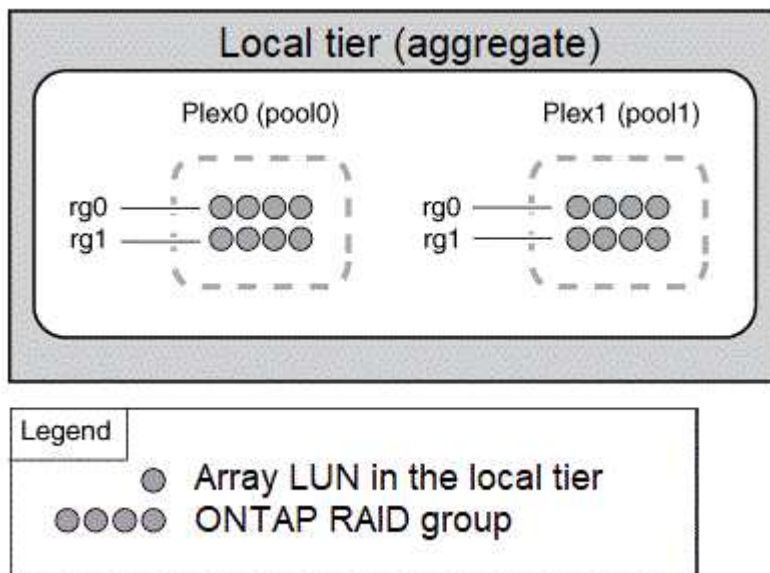 Local tier (aggregate)
Plex0 (pool0) Plex1 (pool1)
rg0 rg0
rg1 rg1
Legend
Array LUN in the local tier
ONTAP RAID group